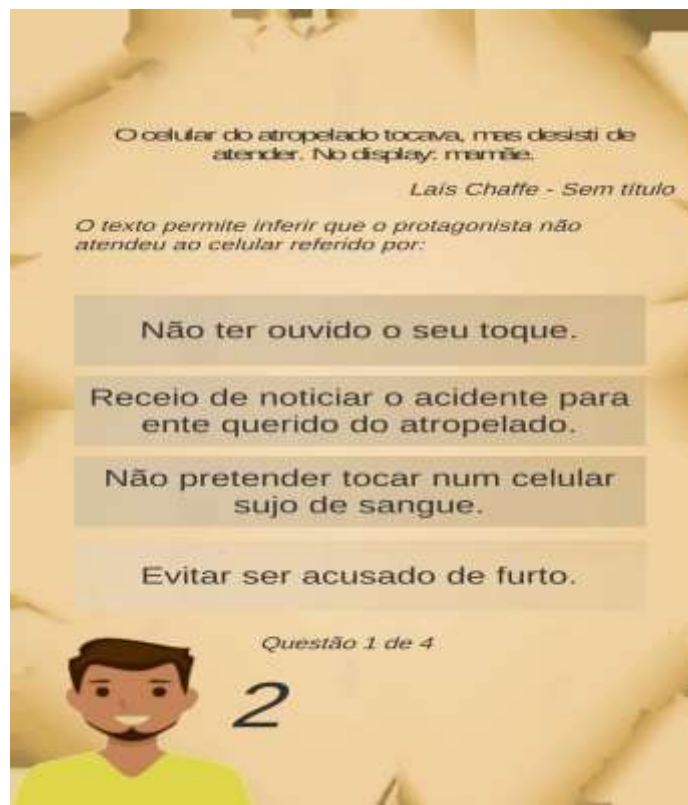 O celular do atropelado tocava, mas desisti de
atender. No display: mamãe.
Laís Chaffe - Sem título
O texto permite inferir que o protagonista não
atendeu ao celular referido por:
Não ter ouvido o seu toque.
Receio de noticiar o acidente para
ente querido do atropelado.
Não pretender tocar num celular
sujo de sangue.
Evitar ser acusado de furto.
Questão 1 de 4
2